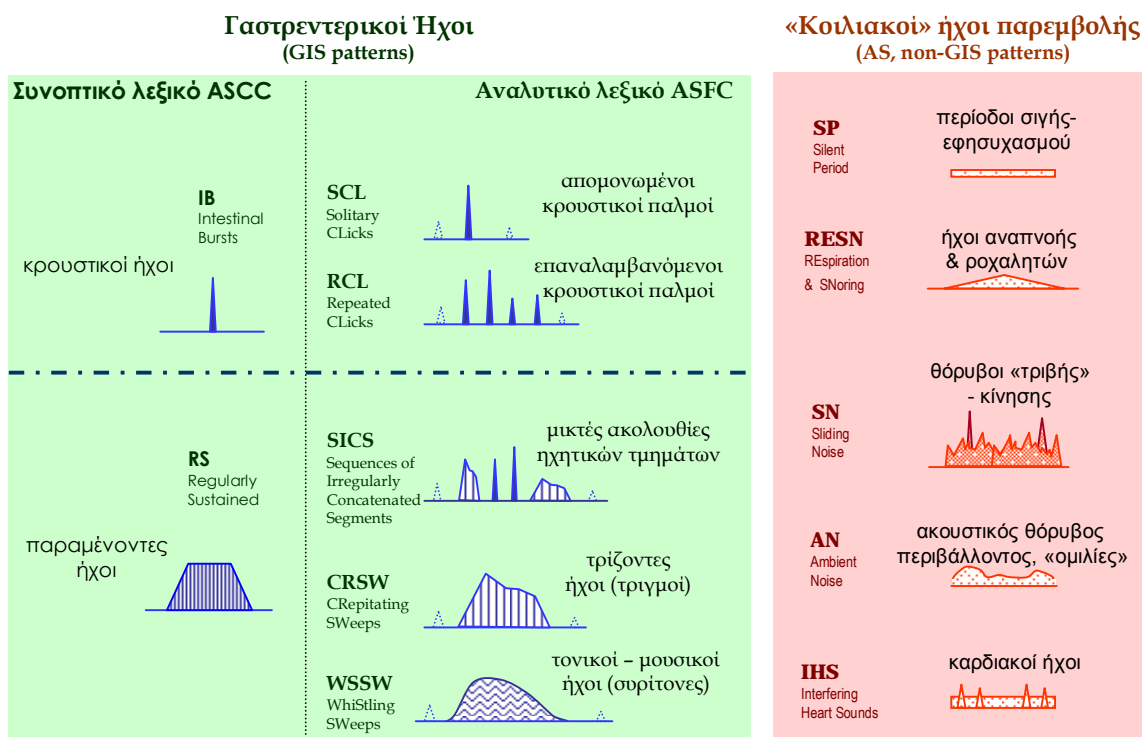 Γαστρεντερικοί Ήχοι
(GIS patterns)
Συνοπτικό λεξικό ASCC
Αναλυτικό λεξικό ASFC
κρουστικοί ήχοι
IB
Intestinal
Bursts
SCL
Solitary
CLicks
απομονωμένοι
κρουστικοί παλμοί
RCL
Repeated
CLicks
επαναλαμβανόμενοι
κρουστικοί παλμοί
παραμένοντες
ήχοι
RS
Regularly
Sustained
SICS
Sequences of
Irregularly
Concatenated
Segments
μικτές ακολουθίες
ηχητικών τμημάτων
CRSW
CRepitating
SWeeps
τρίζοντες
ήχοι (τριγμοί)
WSSW
WhiStling
SWeeps
τονικοί – μουσικοί
ήχοι (συρίτονες)
«Κοιλιακοί» ήχοι παρεμβολής
(AS, non-GIS patterns)
SP
Silent
Period
περίοδοι σιγής-
εφησυχασμού
RESN
REspiration
& SNoring
ήχοι αναπνοής
& ροχαλητών
SN
Sliding
Noise
θόρυβοι «τριβής»
- κίνησης
AN
Ambient
Noise
ακουστικός θόρυβος
περιβάλλοντος, «ομιλίες»
IHS
Interfering
Heart Sounds
καρδιακοί ήχοι